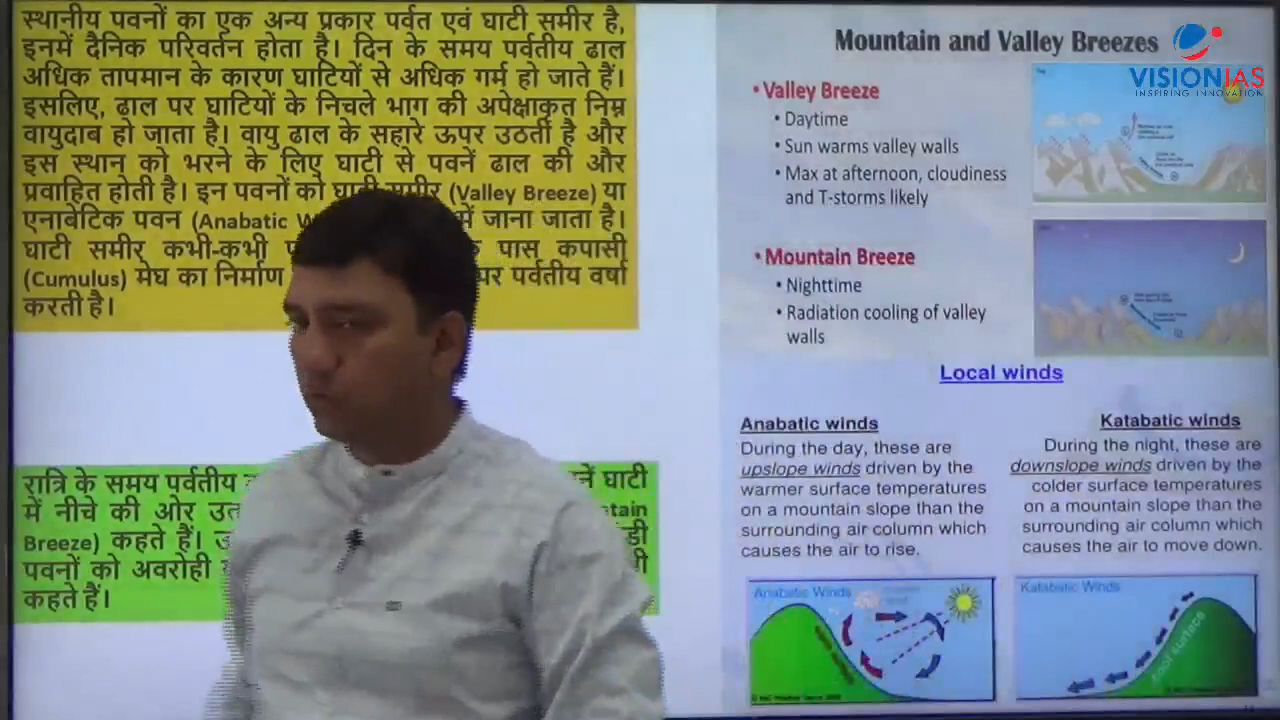 स्थानीय पवनों का एक अन्य प्रकार पर्वत एवं घाटी समीर है,
इनमें दैनिक परिवर्तन होता है। दिन के समय पर्वतीय ढाल
अधिक तापमान के कारण घाटियों से अधिक गर्म हो जाते हैं।
इसलिए, ढाल पर घाटियों के निचले भाग की अपेक्षाकृत निम्न
वायुदाब हो जाता है। वायु ढाल के सहारे ऊपर उठती है और
इस स्थान को भरने के लिए घाटी से पवनें ढाल की और
प्रवाहित होती है। इन पवनों को घाटी समीर (Valley Breeze) या
एनाबेटिक पवन (Anabatic में जाना जाता है।
घाटी समीर कभी-कभी पास कपासी
(Cumulus) मेघ का निर्माण पर पर्वतीय वर्षा
करती है।
रात्रि के समय पर्वतीय घाटी
में नीचे की ओर
Breeze) कहते हैं।
पवनों को अवरोही
कहते हैं।
Mountain and Valley Breezes
VISIONIAS
INSPIRING INNOVATION
• Valley Breeze
• Daytime
• Sun warms valley walls
• Max at afternoon, cloudiness
and T-storms likely
• Mountain Breeze
• Nighttime
• Radiation cooling of valley
walls
Local winds
Anabatic winds
During the day, these are
upslope winds driven by the
warmer surface temperatures
on a mountain slope than the
surrounding air column which
causes the air to rise.
Katabatic winds
During the night, these are
downslope winds driven by the
colder surface temperatures
on a mountain slope than the
surrounding air column which
causes the air to move down.
Anabatic Winds
Katabatic Winds